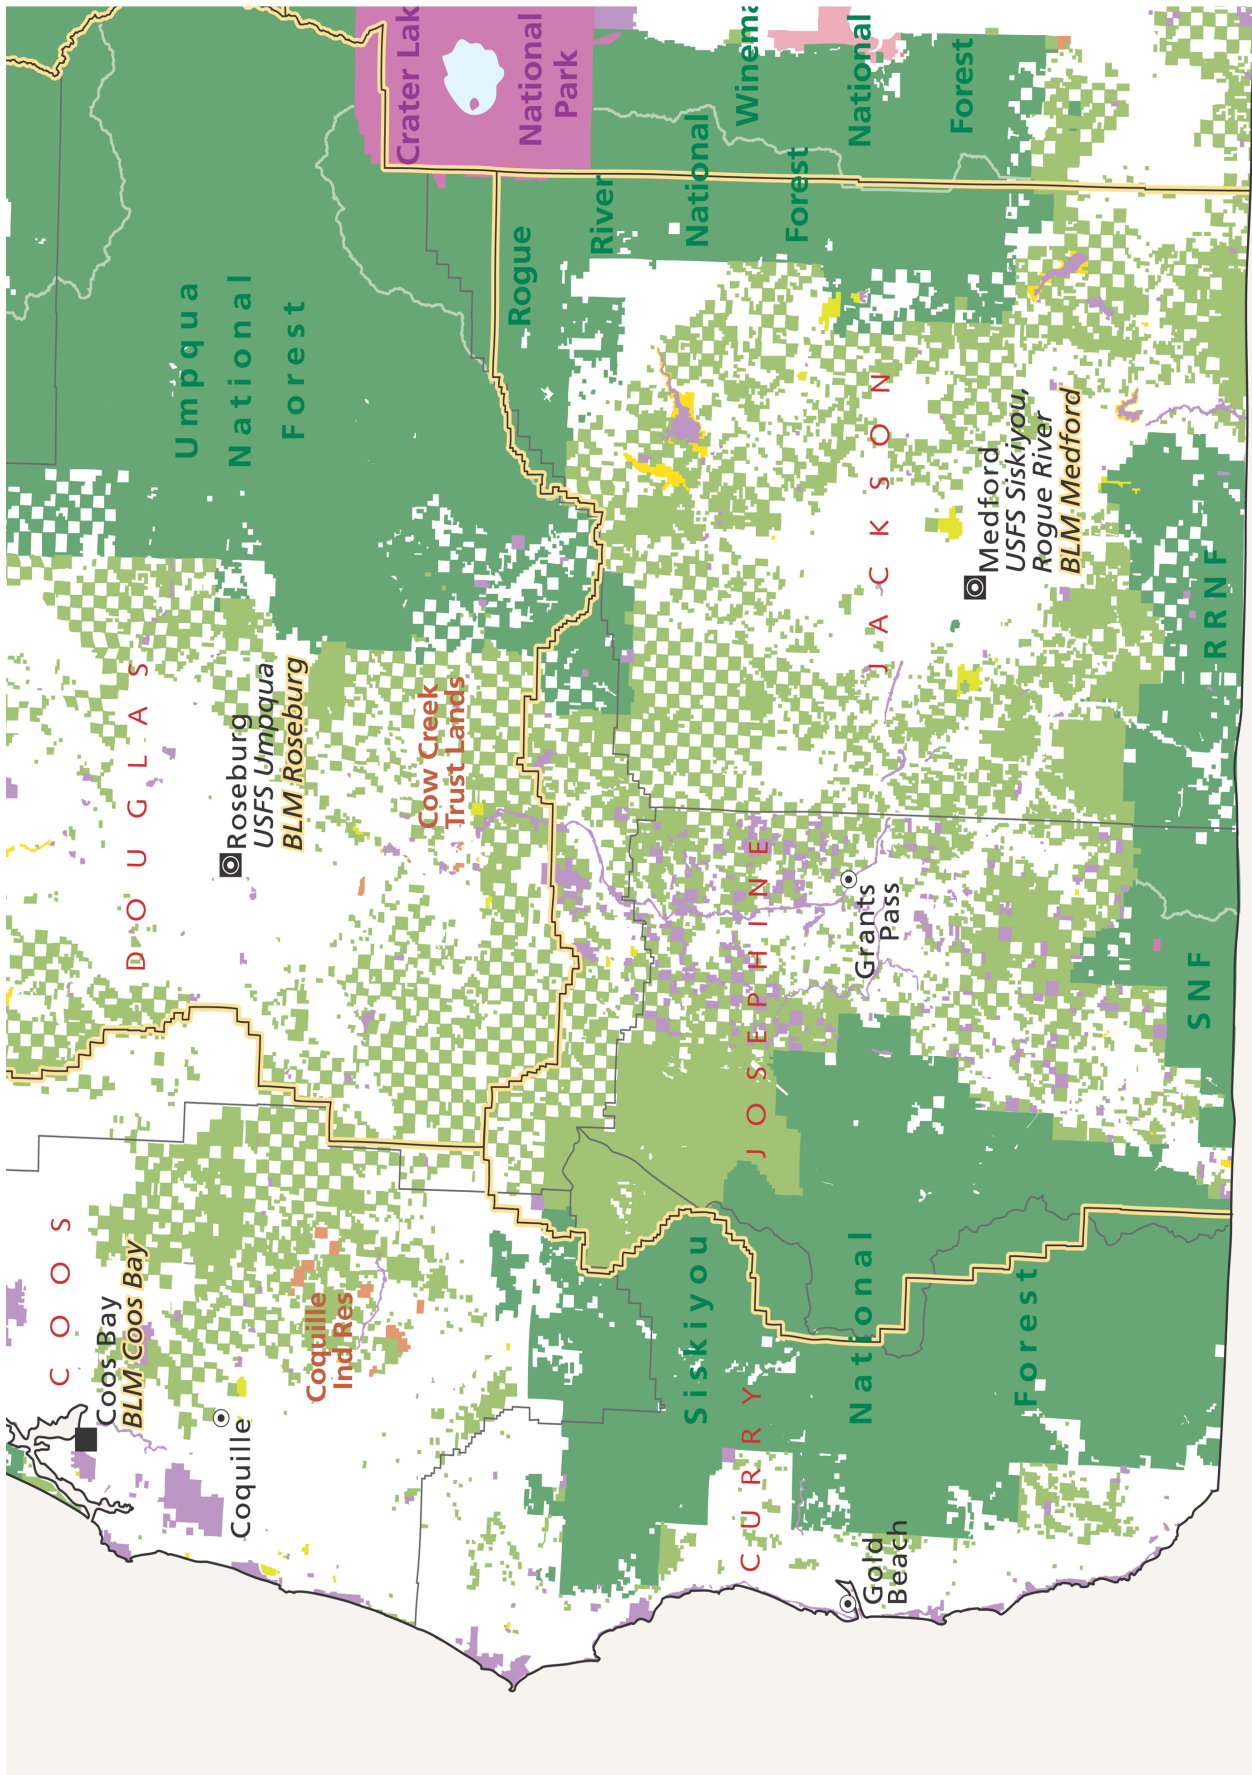 Crater Lak
National
Park
Winema
National
Forest
Umpqua
National
Forest
Rogue
River
National
Forest
DOUGLAS
Roseburg
USFS Umpqua
BLM Roseburg
Cow Creek
Trust Lands
JACKSON
Medford
USFS Siskiyou,
Rogue River
BLM Medford
RRNF
COOS
Coos Bay
BLM Coos Bay
Coquille
Coquille
Ind Res
JOSEPHINE
Grants
Pass
SNF
Siskiyou
National
Forest
CURRY
Gold
Beach